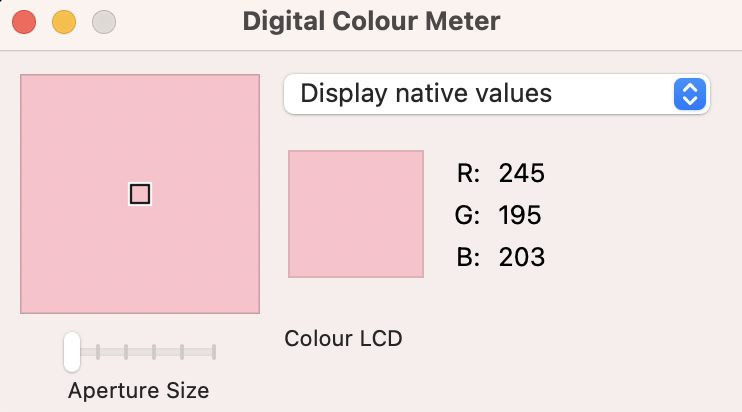 Digital Colour Meter
Display native values
R: 245
G: 195
B: 203
Colour LCD
Aperture Size